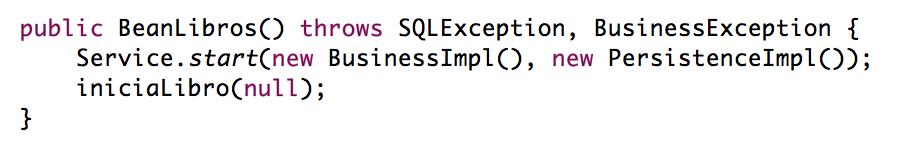 public BeanLibros() throws SQLException, BusinessException {
    Service.start(new BusinessImpl(), new PersistenceImpl());
    iniciaLibro(null);
}